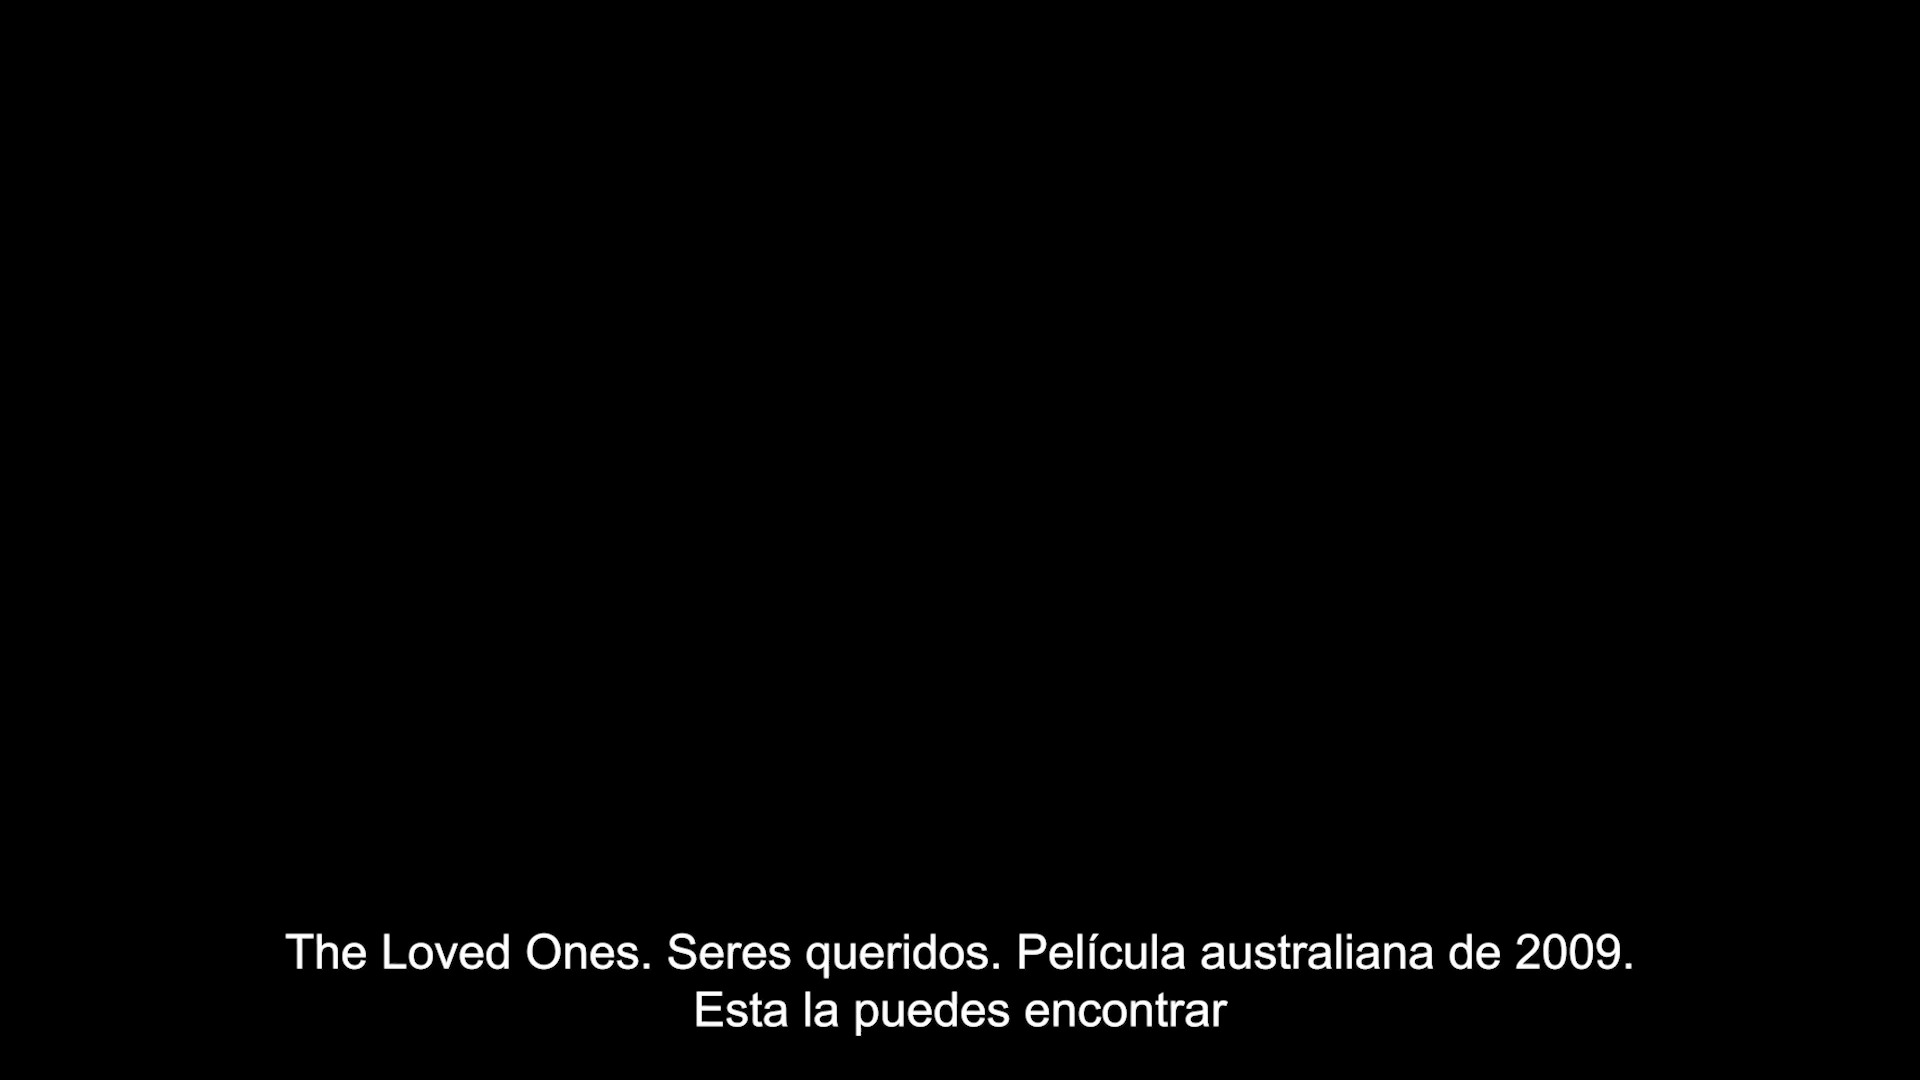 The Loved Ones. Seres queridos. Película australiana de 2009.
Esta la puedes encontrar